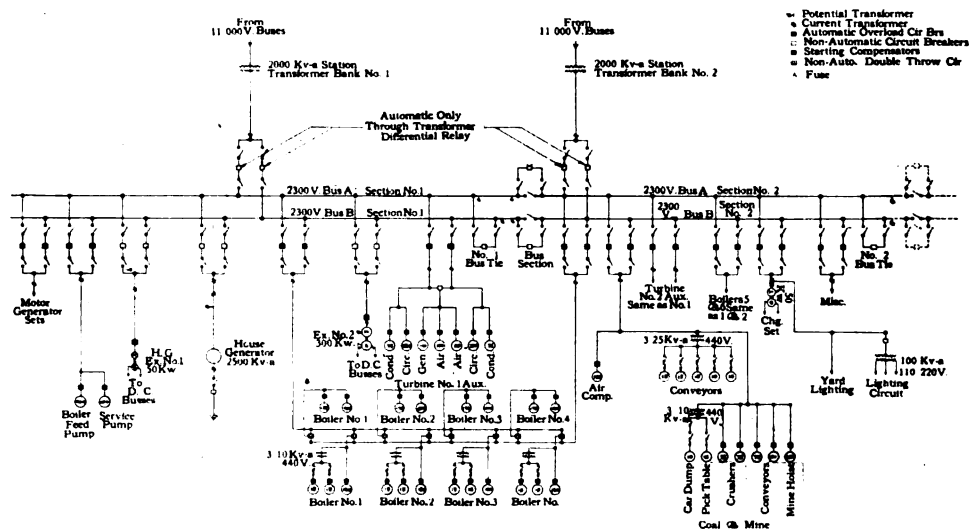 From
11 000 V. Buses
2000 Kv-a Station
Transformer Bank No. 1
From
11 000 V. Buses
2000 Kv-a Station
Transformer Bank No. 2
Potential Transformer
Current Transformer
Automatic Overload Cir Brs
Non-Automatic Circuit Breakers
Starting Compensators
Non-Auto. Double Throw Cir
Fuse
Automatic Only
Through Transformer
Differential Relay
2300 V. Bus A Section No. 1
2300 V. Bus A Section No. 2
2300 V. Bus B Section No. 1
2300 V. Bus B
Section
No. 2
Motor
Generator
Sets
Boiler
Feed
Pump
Service
Pump
H. G.
Ex. No. 1
50 Kw
To
D. C.
Busses
House
Generator
2500 Kv-a
Ex. No. 2
300 Kw.
To D C
Busses
Cond
Circ
Gen
Air
Air
Circ
Cond
Turbine No. 1 Aux.
No. 1
Bus Tie
Bus
Section
Turbine
No. 2 Aux.
Same as No. 1
Boilers 5
& 6 Same
as 1 & 2
50
Kw
Chg.
Set
Misc.
No. 2
Bus Tie
Boiler No. 1
Boiler No. 2
Boiler No. 3
Boiler No. 4
3 10 Kv-a
440 V.
Boiler No. 1
Boiler No. 2
Boiler No. 3
Boiler No.
Air
Comp.
3 25 Kv-a
440 V.
Conveyors
Yard
Lighting
Lighting
Circuit
100 Kv-a
110 220 V.
3 10
Kv-a
440
V.
Car Dump
Pick Table
Crushers
Conveyors
Mine Hoist
Coal & Mine